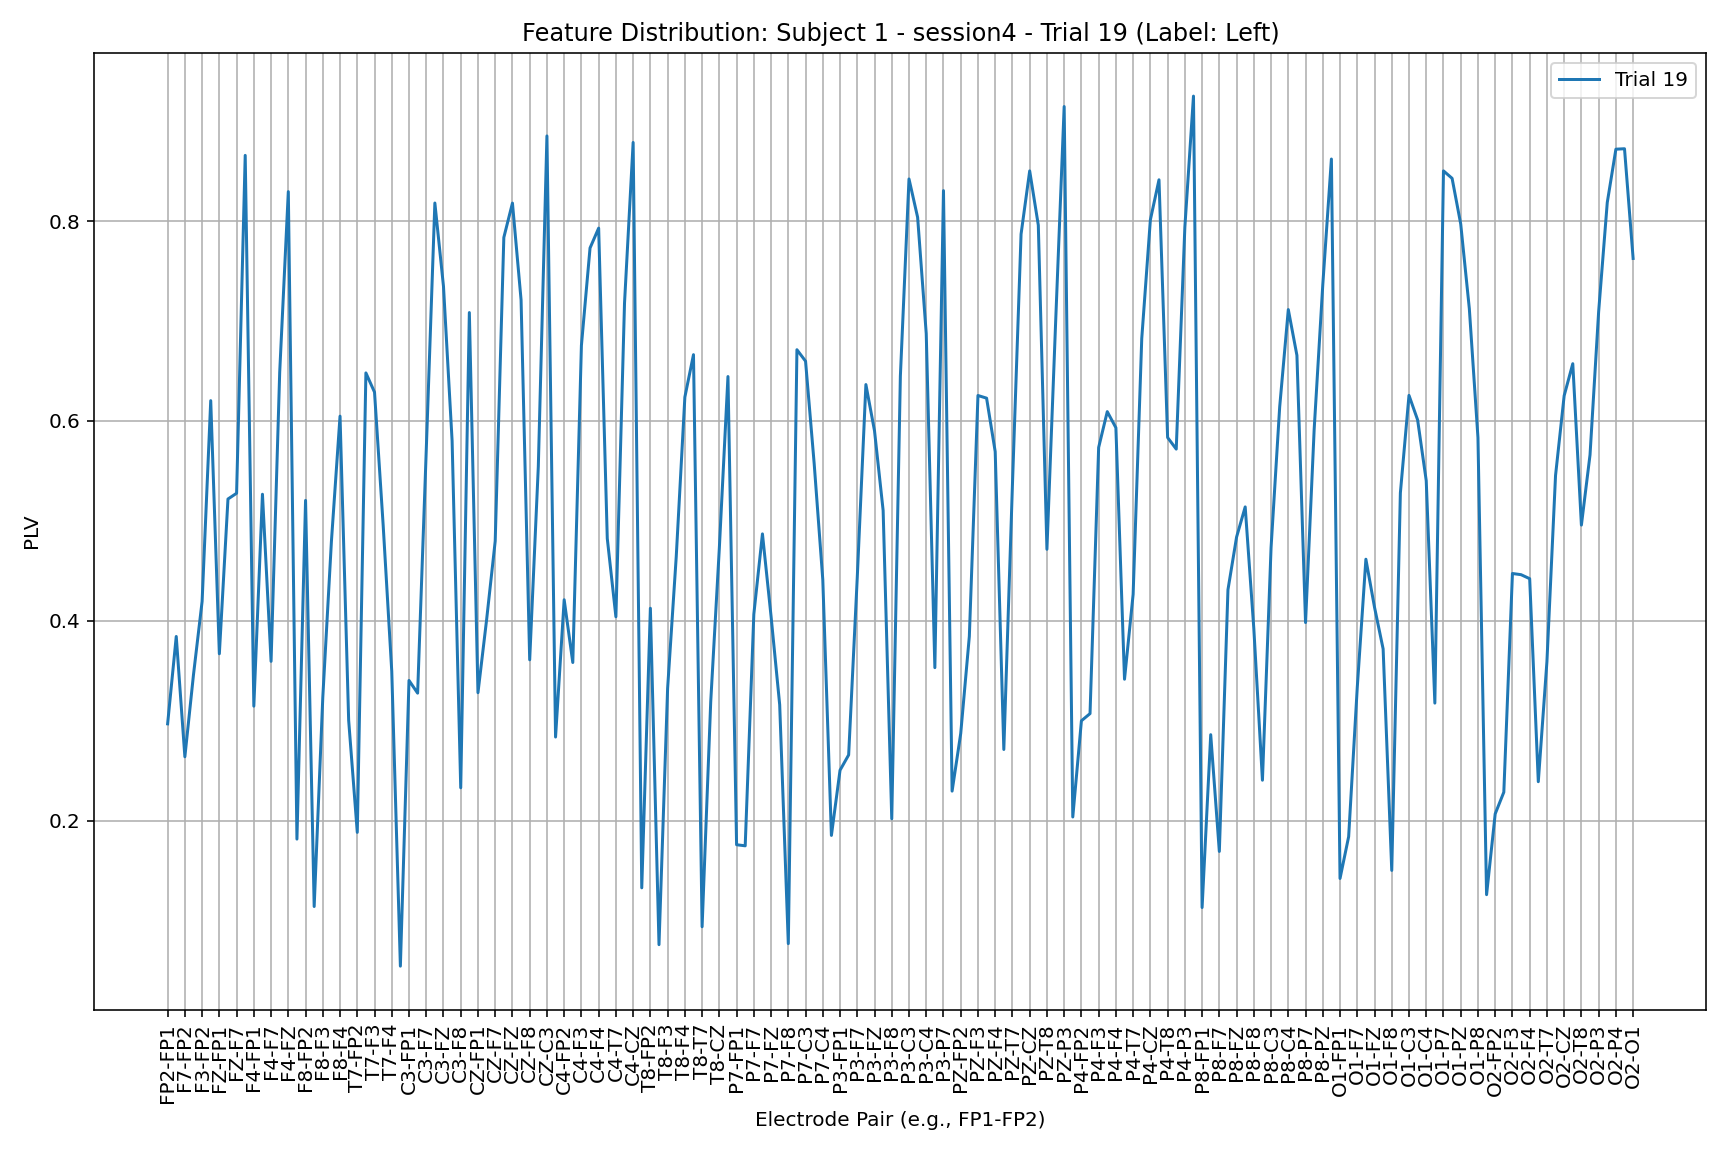 Feature Distribution: Subject 1 - session4 - Trial 19 (Label: Left)
Trial 19
PLV
0.8
0.6
0.4
0.2
FP2-FP1
F7-FP2
F3-FP2
FZ-FP1
FZ-F7
F4-FP1
F4-F7
F4-FZ
F8-FP2
F8-F3
F8-F4
T7-FP2
T7-F3
T7-F4
C3-FP1
C3-F7
C3-FZ
C3-F8
CZ-FP1
CZ-F7
CZ-FZ
CZ-F8
CZ-C3
C4-FP2
C4-F3
C4-F4
C4-T7
C4-CZ
T8-FP2
T8-F3
T8-F4
T8-T7
T8-CZ
P7-FP1
P7-F7
P7-FZ
P7-F8
P7-C3
P7-C4
P3-FP1
P3-F7
P3-FZ
P3-F8
P3-C3
P3-C4
P3-P7
PZ-FP2
PZ-F3
PZ-F4
PZ-T7
PZ-CZ
PZ-T8
PZ-P3
P4-FP2
P4-F3
P4-F4
P4-T7
P4-CZ
P4-T8
P4-P3
P8-FP1
P8-F7
P8-FZ
P8-F8
P8-C3
P8-C4
P8-P7
P8-PZ
O1-FP1
O1-F7
O1-FZ
O1-F8
O1-C3
O1-C4
O1-P7
O1-PZ
O1-P8
O2-FP2
O2-F3
O2-F4
O2-T7
O2-CZ
O2-T8
O2-P3
O2-P4
O2-O1
Electrode Pair (e.g., FP1-FP2)